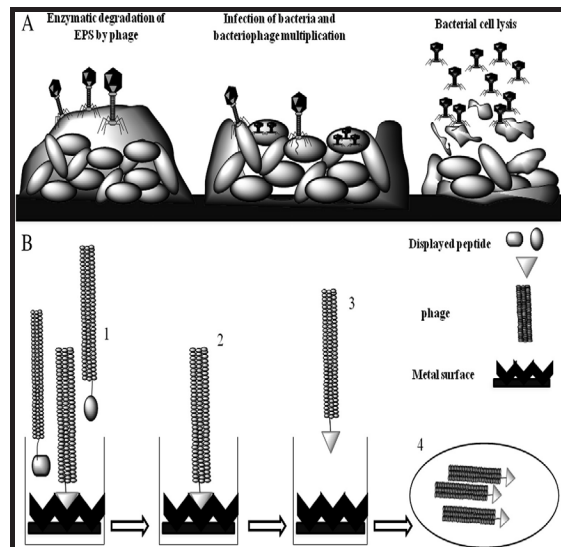 A
Enzymatic degradation of
EPS by phage
Infection of bacteria and
bacteriophage multiplication
Bacterial cell lysis
B
1
2
3
4
Displayed peptide
phage
Metal surface